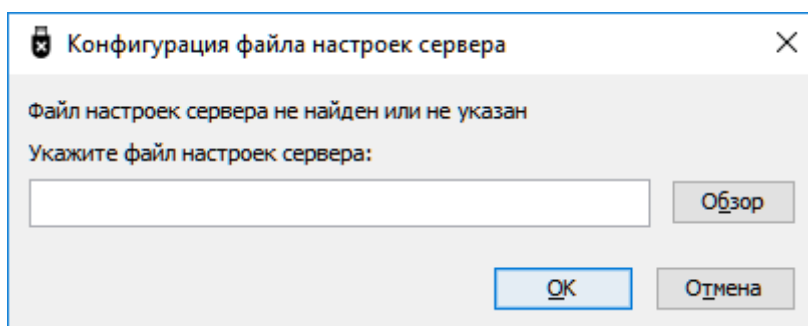 Конфигурация файла настроек сервера
Файл настроек сервера не найден или не указан
Укажите файл настроек сервера:
Обзор
OK
Отмена